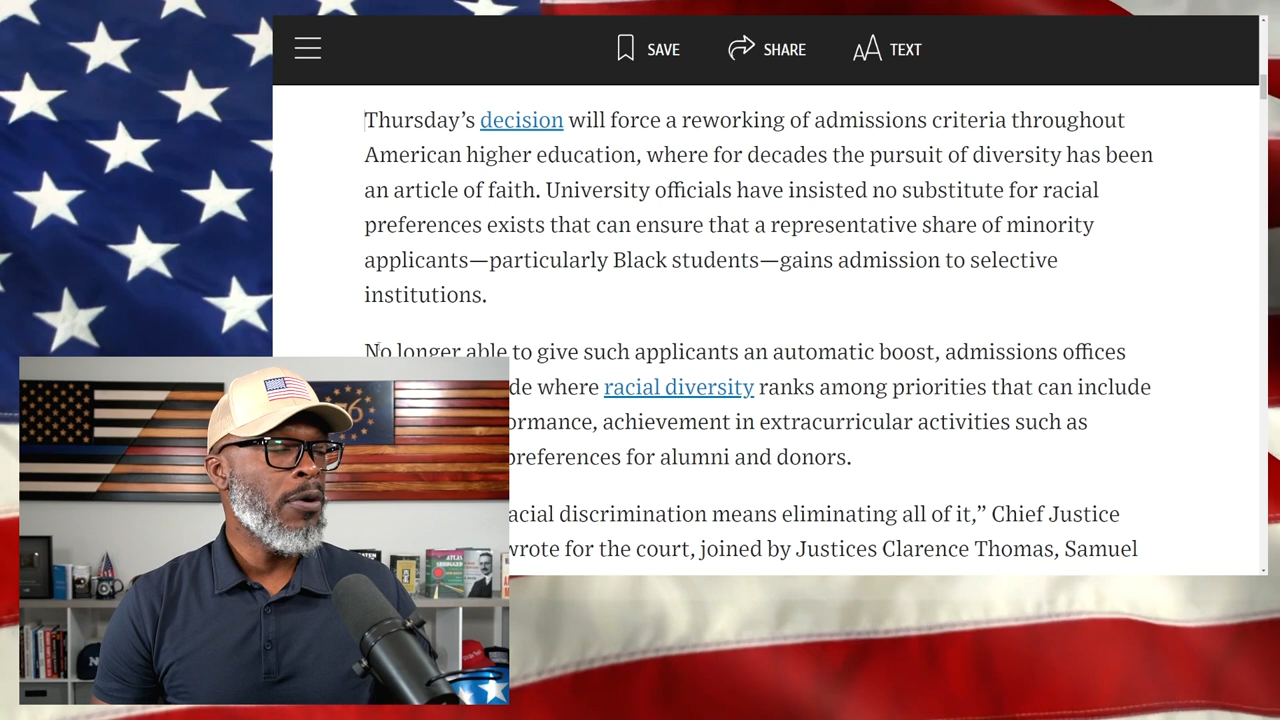 SAVE
SHARE
AA TEXT
Thursday’s decision will force a reworking of admissions criteria throughout
American higher education, where for decades the pursuit of diversity has been
an article of faith. University officials have insisted no substitute for racial
preferences exists that can ensure that a representative share of minority
applicants—particularly Black students—gains admission to selective
institutions.
No longer able to give such applicants an automatic boost, admissions offices
de where racial diversity ranks among priorities that can include
ormance, achievement in extracurricular activities such as
preferences for alumni and donors.
acial discrimination means eliminating all of it,” Chief Justice
wrote for the court, joined by Justices Clarence Thomas, Samuel
76
ATLAS
SHRUGGED